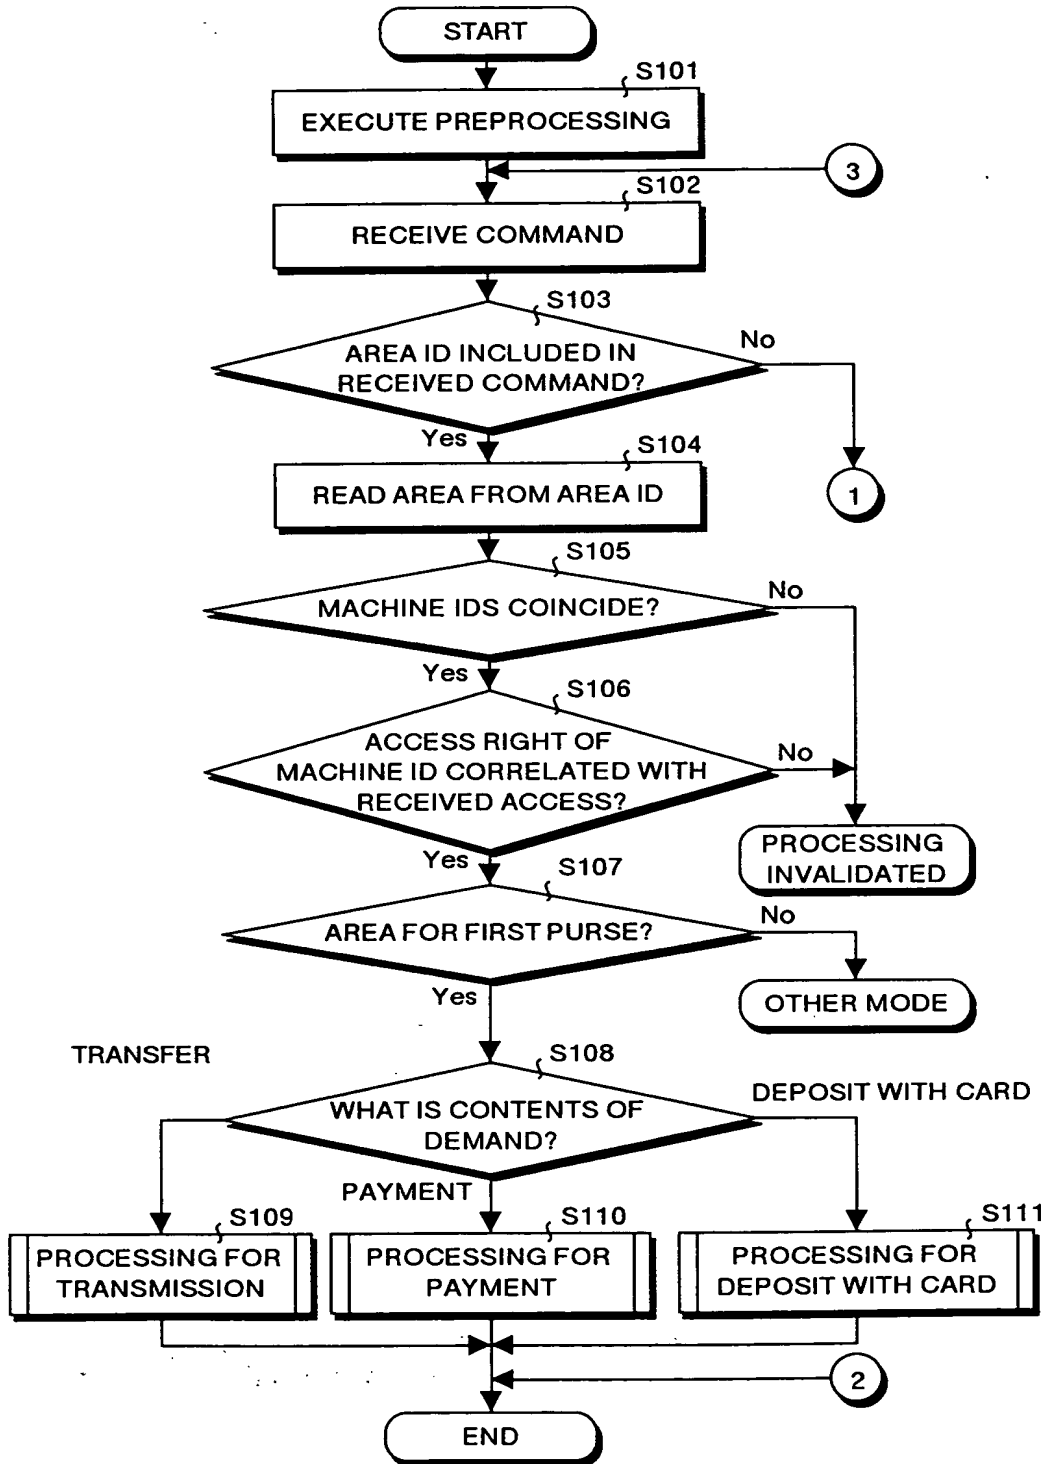 START
S101
EXECUTE PREPROCESSING
3
S102
RECEIVE COMMAND
S103
AREA ID INCLUDED IN
RECEIVED COMMAND?
No
Yes
S104
READ AREA FROM AREA ID
1
S105
MACHINE IDS COINCIDE?
No
Yes
S106
ACCESS RIGHT OF
MACHINE ID CORRELATED WITH
RECEIVED ACCESS?
No
Yes
PROCESSING
INVALIDATED
S107
AREA FOR FIRST PURSE?
No
Yes
OTHER MODE
TRANSFER
S108
DEPOSIT WITH CARD
WHAT IS CONTENTS OF
DEMAND?
PAYMENT
S109
PROCESSING FOR
TRANSMISSION
S110
PROCESSING FOR
PAYMENT
S111
PROCESSING FOR
DEPOSIT WITH CARD
2
END